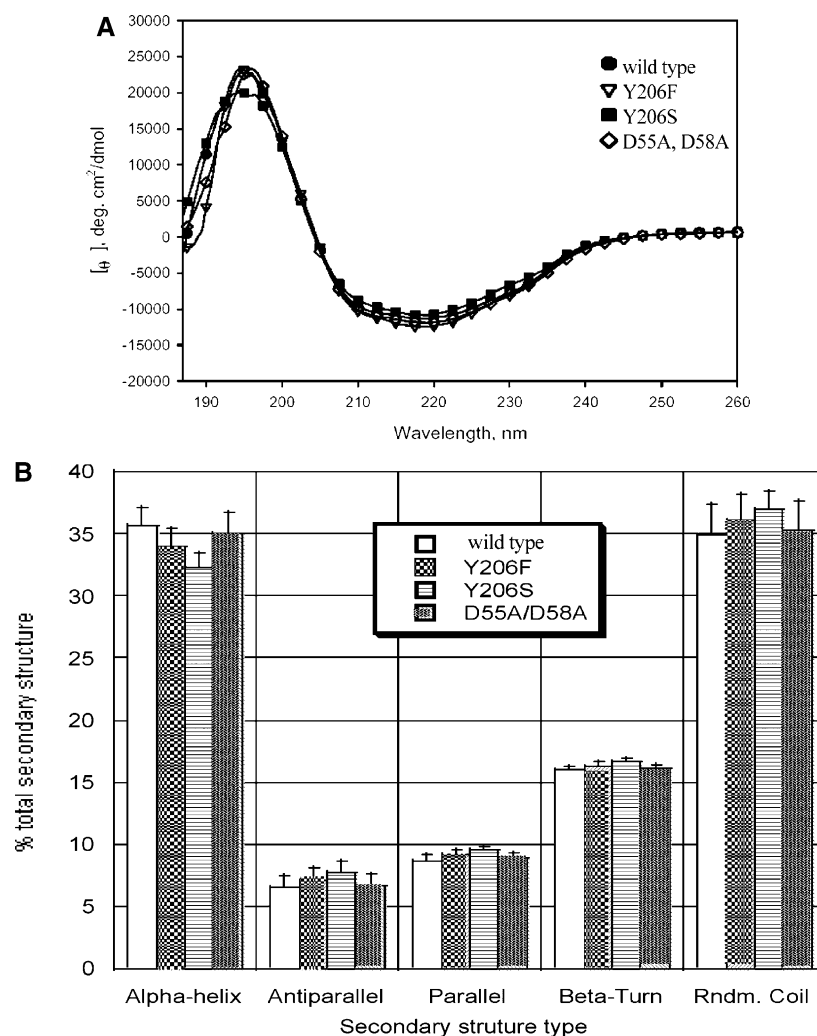 A
30000
25000
20000
15000
10000
5000
0
-5000
-10000
-15000
-20000
[θ ], deg. cm²/dmol
wild type
Y206F
Y206S
D55A, D58A
190 200 210 220 230 240 250 260
Wavelength, nm
B
40
35
30
25
20
15
10
5
0
% total secondary structure
wild type
Y206F
Y206S
D55A/D58A
Alpha-helix Antiparallel Parallel Beta-Turn Rndm. Coil
Secondary struture type